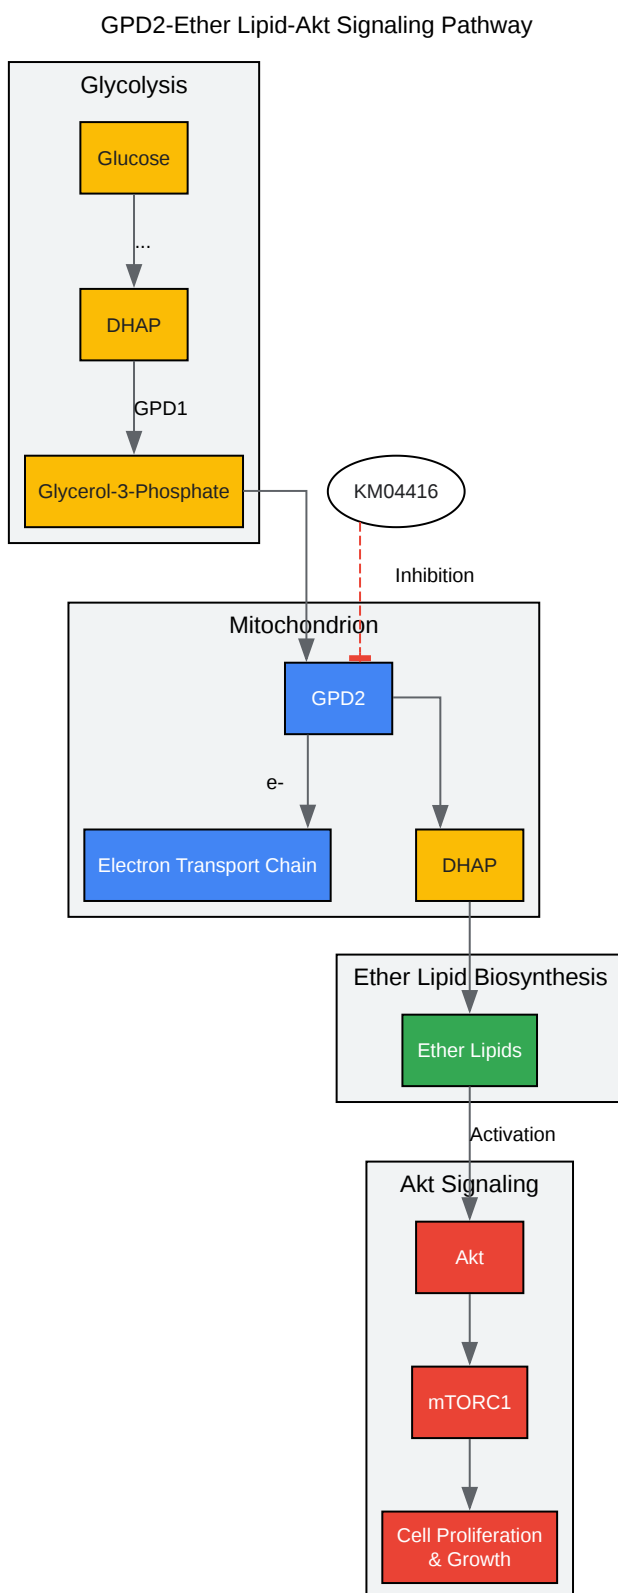 GPD2-Ether Lipid-Akt Signaling Pathway
Glycolysis
Glucose
...
DHAP
GPD1
Glycerol-3-Phosphate
KM04416
Inhibition
Mitochondrion
GPD2
e-
Electron Transport Chain
DHAP
Ether Lipid Biosynthesis
Ether Lipids
Activation
Akt Signaling
Akt
mTORC1
Cell Proliferation
& Growth